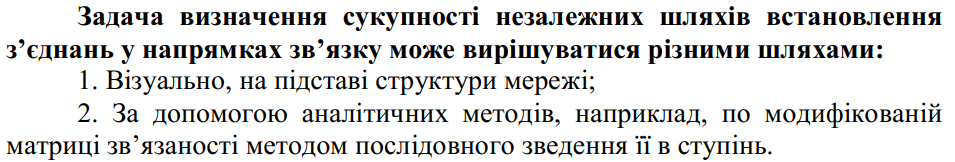 Задача визначення сукупності незалежних шляхів встановлення
з’єднань у напрямках зв’язку може вирішуватися різними шляхами:
1. Візуально, на підставі структури мережі;
2. За допомогою аналітичних методів, наприклад, по модифікованій
матриці зв’язаності методом послідовного зведення її в ступінь.